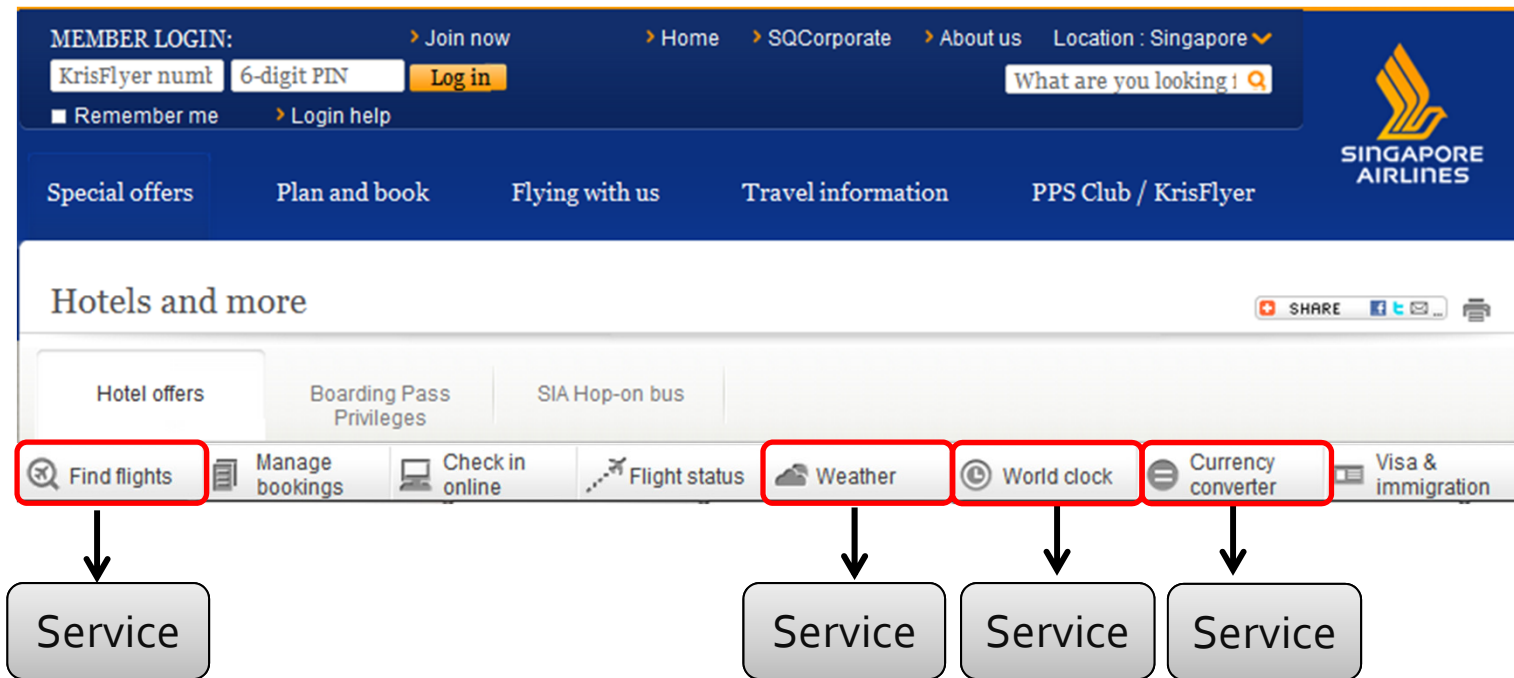 MEMBER LOGIN: Join now Home SQCorporate About us Location : Singapore
KrisFlyer numb 6-digit PIN Log in What are you looking f
Remember me Login help
SINGAPORE
AIRLINES
Special offers Plan and book Flying with us Travel information PPS Club / KrisFlyer
Hotels and more
SHARE
Hotel offers
Boarding Pass
Privileges
SIA Hop-on bus
Find flights
Manage
bookings
Check in
online
Flight status
Weather
World clock
Currency
converter
Visa &
immigration
Service Service Service Service